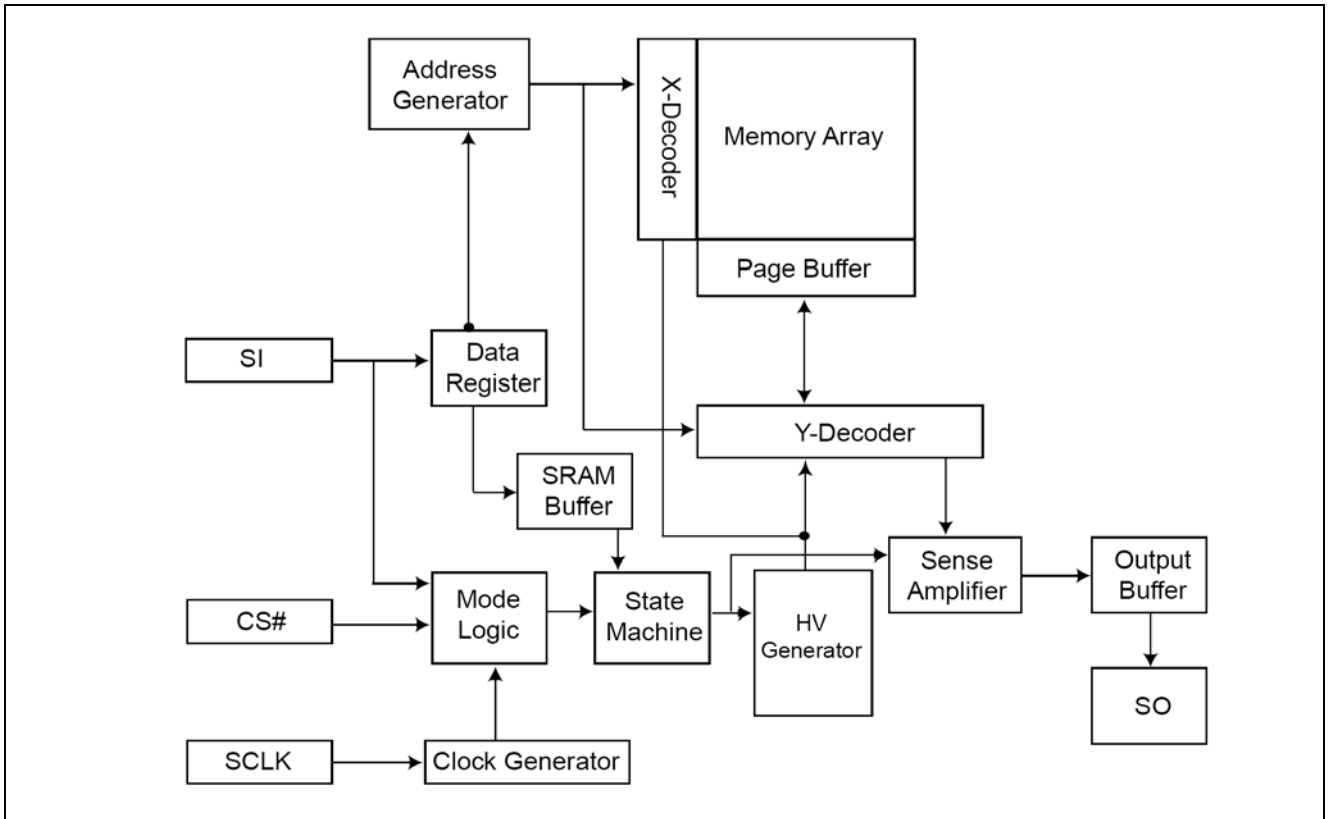 Address
Generator
X-Decoder
Memory Array
Page Buffer
SI
Data
Register
Y-Decoder
SRAM
Buffer
Sense
Amplifier
Output
Buffer
CS#
Mode
Logic
State
Machine
HV
Generator
SO
SCLK
Clock Generator